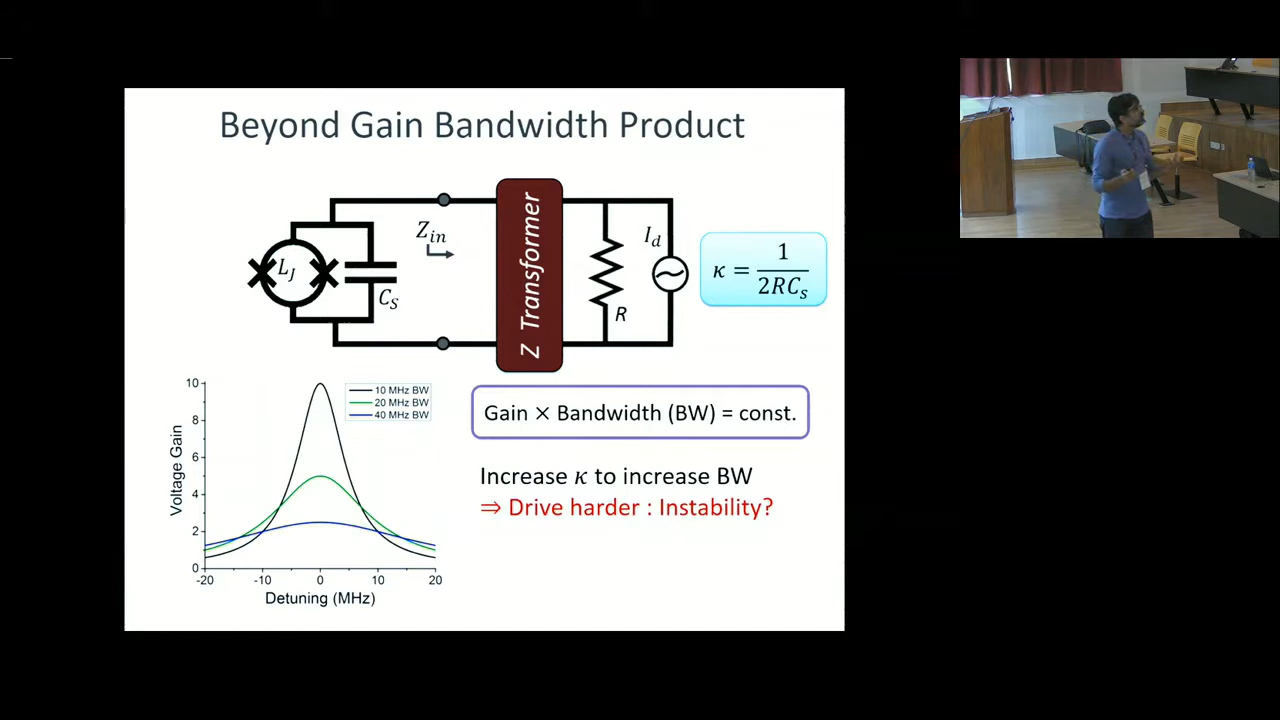 Beyond Gain Bandwidth Product
L_J
C_S
Z_in
Z Transformer
R
I_d
κ = 1/2RC_s
10
8
6
4
2
0
Voltage Gain
10 MHz BW
20 MHz BW
40 MHz BW
-20 -10 0 10 20
Detuning (MHz)
Gain × Bandwidth (BW) = const.
Increase κ to increase BW
⇒ Drive harder : Instability?